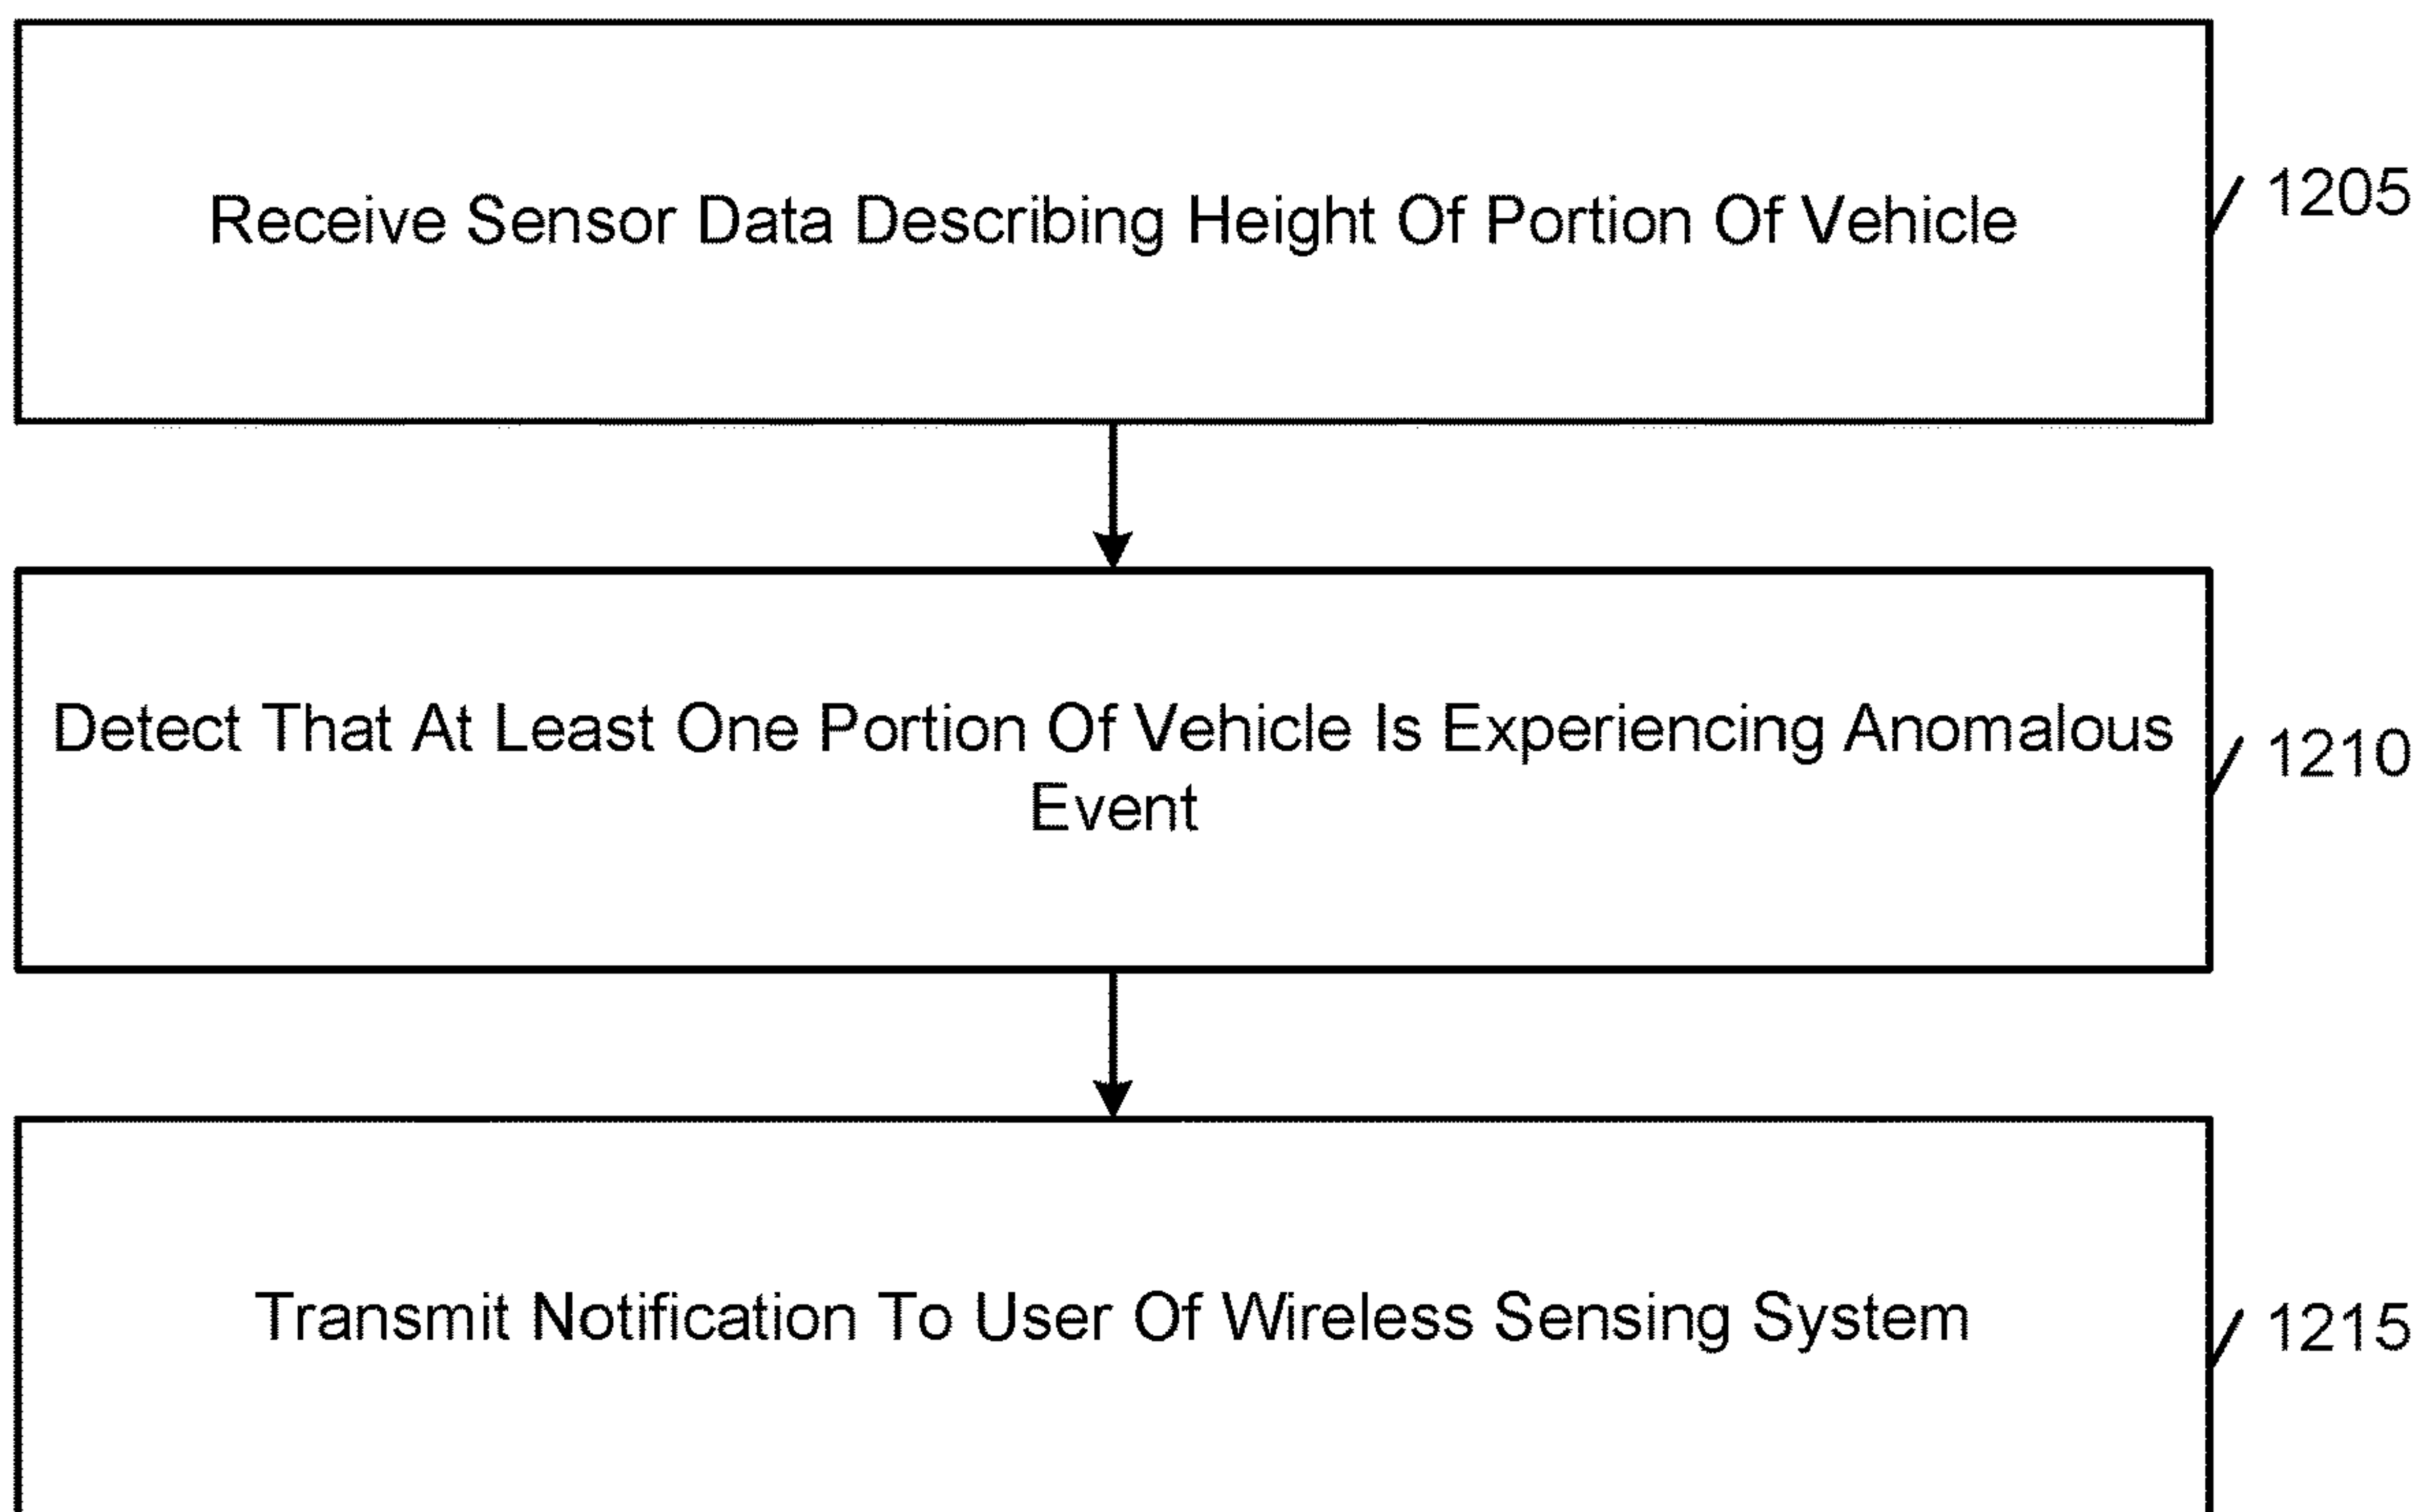 Receive Sensor Data Describing Height Of Portion Of Vehicle
1205
Detect That At Least One Portion Of Vehicle Is Experiencing Anomalous
Event
1210
Transmit Notification To User Of Wireless Sensing System
1215